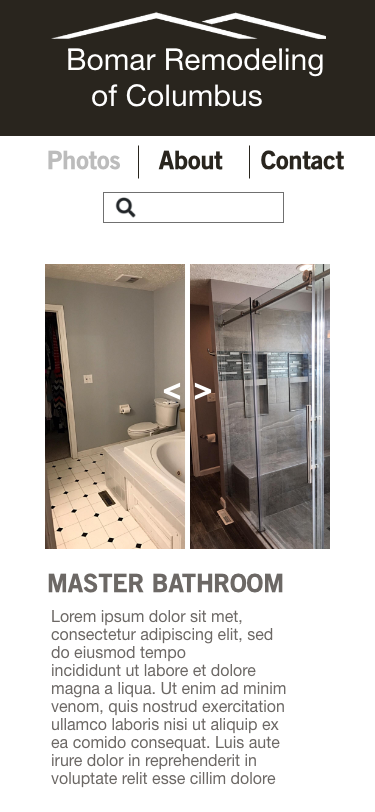 Bomar Remodeling
of Columbus
Photos
About
Contact
< >
MASTER BATHROOM
Lorem ipsum dolor sit met,
consectetur adipiscing elit, sed
do eiusmod tempo
incididunt ut labore et dolore
magna a liqua. Ut enim ad minim
venom, quis nostrud exercitation
ullamco laboris nisi ut aliquip ex
ea comido consequat. Luis aute
irure dolor in reprehenderit in
voluptate relit esse cillim dolore